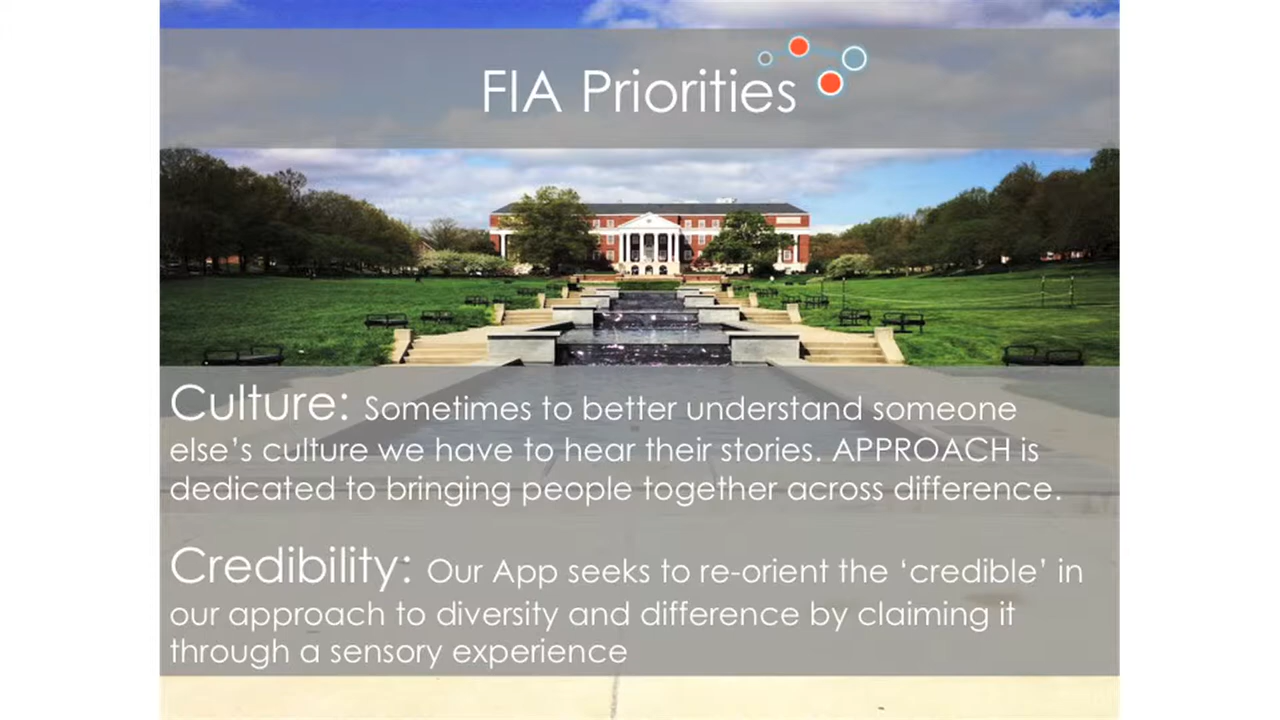 FIA Priorities
Culture: Sometimes to better understand someone
else’s culture we have to hear their stories. APPROACH is
dedicated to bringing people together across difference.
Credibility: Our App seeks to re-orient the ‘credible’ in
our approach to diversity and difference by claiming it
through a sensory experience